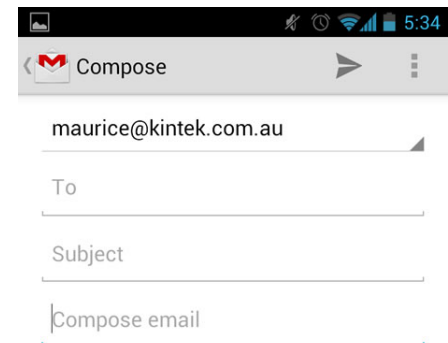 5:34
Compose
maurice@kintek.com.au
To
Subject
Compose email